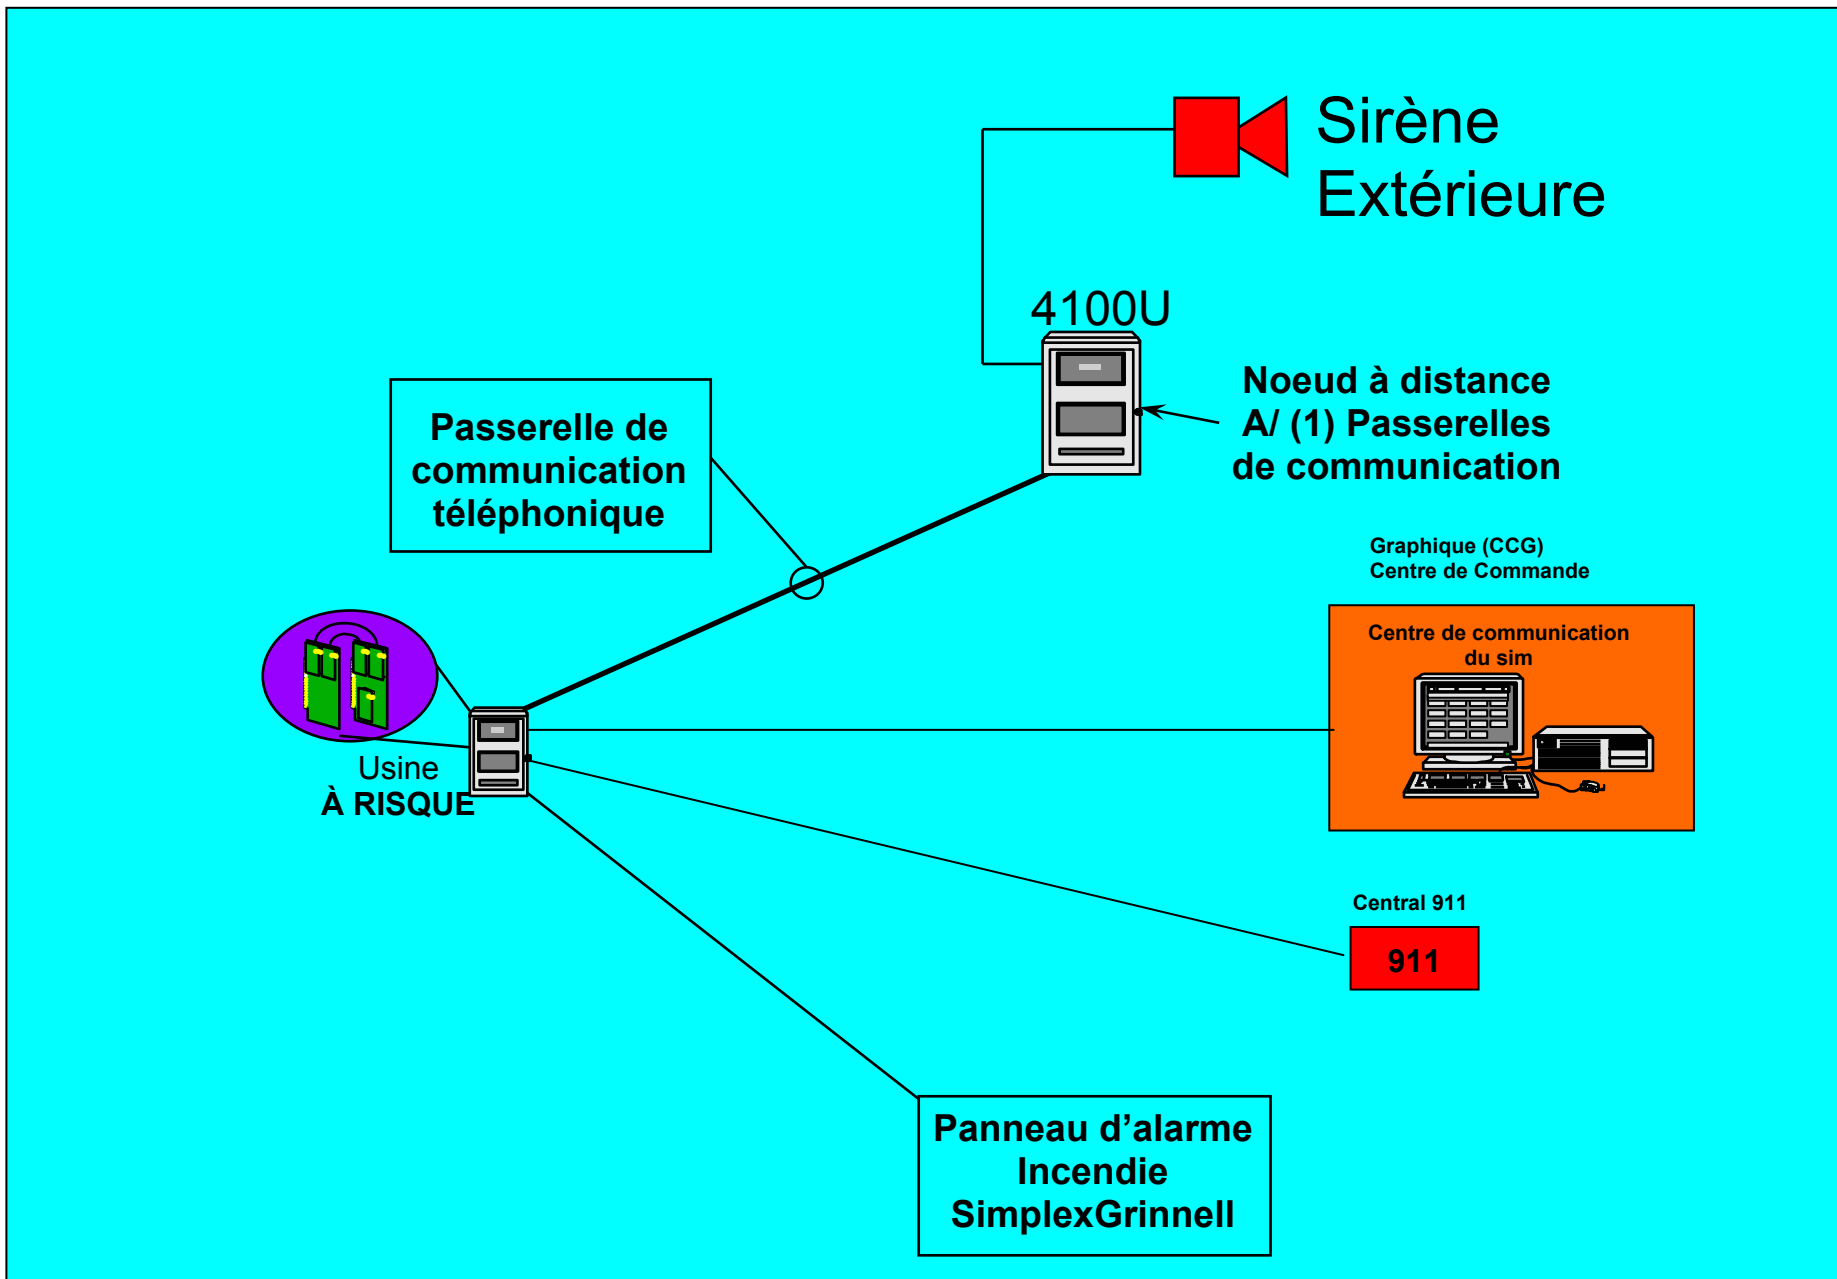 Sirène
Extérieure
4100U
Noeud à distance
A/ (1) Passerelles
de communication
Passerelle de
communication
téléphonique
Graphique (CCG)
Centre de Commande
Centre de communication
du sim
Usine
À RISQUE
Central 911
911
Panneau d’alarme
Incendie
SimplexGrinnell